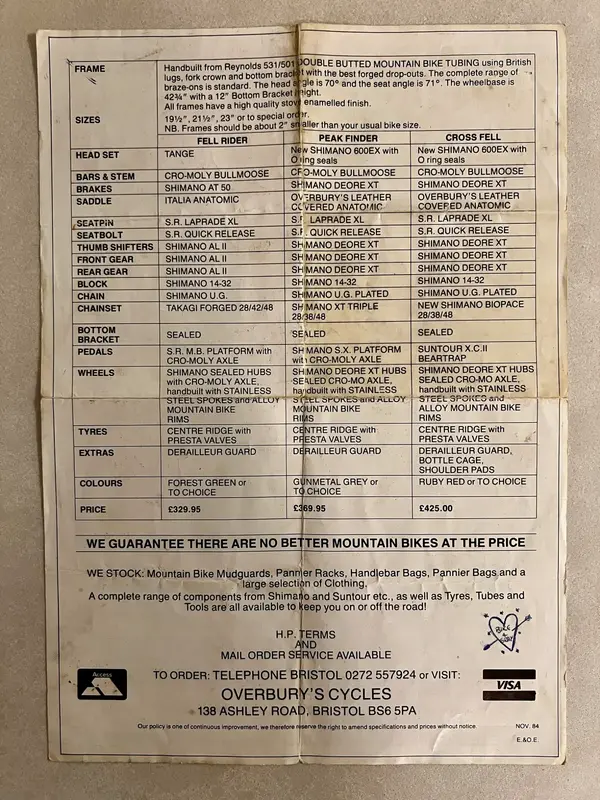 FRAME Handbuilt from Reynolds 531/501 DOUBLE BUTTED MOUNTAIN BIKE TUBING using British
lugs, fork crown and bottom bracket with the best forged drop-outs. The complete range of
braze-ons is standard. The head angle is 70° and the seat angle is 71°. The wheelbase is
42¾" with a 12" Bottom Bracket height.
All frames have a high quality stove enamelled finish.
SIZES 19½", 21½", 23" or to special order.
NB. Frames should be about 2" smaller than your usual bike size.
FELL RIDER PEAK FINDER CROSS FELL
HEAD SET TANGE New SHIMANO 600EX with New SHIMANO 600EX with
O ring seals O ring seals
BARS & STEM CRO-MOLY BULLMOOSE CRO-MOLY BULLMOOSE CRO-MOLY BULLMOOSE
BRAKES SHIMANO AT 50 SHIMANO DEORE XT SHIMANO DEORE XT
SADDLE ITALIA ANATOMIC OVERBURY'S LEATHER OVERBURY'S LEATHER
COVERED ANATOMIC COVERED ANATOMIC
SEATPIN S.R. LAPRADE XL S.R. LAPRADE XL S.R. LAPRADE XL
SEATBOLT S.R. QUICK RELEASE S.R. QUICK RELEASE S.R. QUICK RELEASE
THUMB SHIFTERS SHIMANO AL II SHIMANO DEORE XT SHIMANO DEORE XT
FRONT GEAR SHIMANO AL II SHIMANO DEORE XT SHIMANO DEORE XT
REAR GEAR SHIMANO AL II SHIMANO DEORE XT SHIMANO DEORE XT
BLOCK SHIMANO 14-32 SHIMANO 14-32 SHIMANO 14-32
CHAIN SHIMANO U.G. SHIMANO U.G. PLATED SHIMANO U.G. PLATED
CHAINSET TAKAGI FORGED 28/42/48 SHIMANO XT TRIPLE NEW SHIMANO BIOPACE
28/38/48 28/38/48
BOTTOM
BRACKET SEALED SEALED SEALED
PEDALS S.R. M.B. PLATFORM with SHIMANO S.X. PLATFORM SUNTOUR X.C.II
CRO-MOLY AXLE with CRO-MOLY AXLE BEARTRAP
WHEELS SHIMANO SEALED HUBS SHIMANO DEORE XT HUBS SHIMANO DEORE XT HUBS
with CRO-MOLY AXLE, SEALED CRO-MO AXLE, SEALED CRO-MO AXLE,
handbuilt with STAINLESS handbuilt with STAINLESS handbuilt with STAINLESS
STEEL SPOKES and ALLOY STEEL SPOKES and ALLOY STEEL SPOKES and
MOUNTAIN BIKE MOUNTAIN BIKE ALLOY MOUNTAIN BIKE
RIMS RIMS RIMS
TYRES CENTRE RIDGE with CENTRE RIDGE with CENTRE RIDGE with
PRESTA VALVES PRESTA VALVES PRESTA VALVES
EXTRAS DERAILLEUR GUARD DERAILLEUR GUARD DERAILLEUR GUARD,
BOTTLE CAGE,
SHOULDER PADS
COLOURS FOREST GREEN or GUNMETAL GREY or RUBY RED or TO CHOICE
TO CHOICE TO CHOICE
PRICE £329.95 £369.95 £425.00
WE GUARANTEE THERE ARE NO BETTER MOUNTAIN BIKES AT THE PRICE
WE STOCK: Mountain Bike Mudguards, Pannier Racks, Handlebar Bags, Pannier Bags and a
large selection of Clothing.
A complete range of components from Shimano and Suntour etc., as well as Tyres, Tubes and
Tools are all available to keep you on or off the road!
H.P. TERMS
AND
MAIL ORDER SERVICE AVAILABLE
Access
TO ORDER: TELEPHONE BRISTOL 0272 557924 or VISIT:
VISA
OVERBURY'S CYCLES
138 ASHLEY ROAD, BRISTOL BS6 5PA
Our policy is one of continuous improvement, we therefore reserve the right to amend specifications and prices without notice
NOV. 84
E.&O.E.